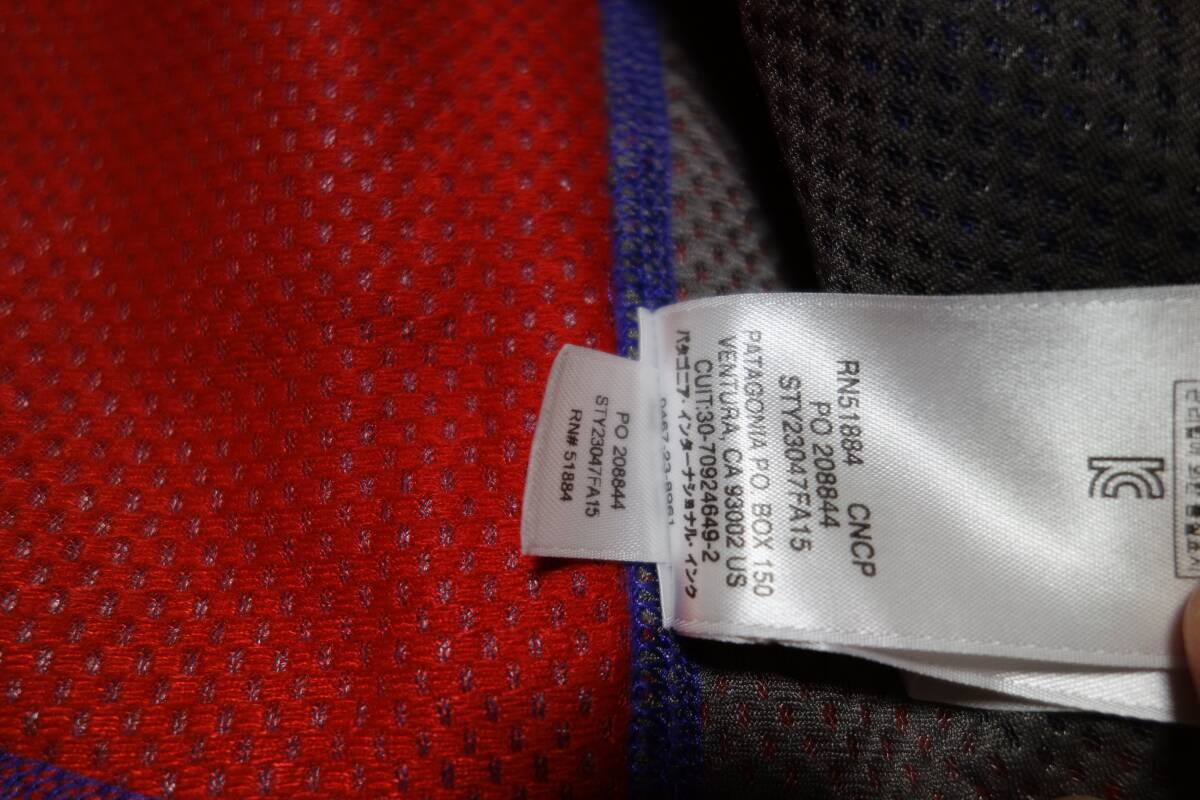 RN51884 CNCP
PO 208844
STY23047FA15
PATAGONIA PO BOX 150
VENTURA, CA 93002 US
CUIT:30-70924649-2
パタゴニア・インターナショナル・インク
PO 208844
STY23047FA15
RN# 51884